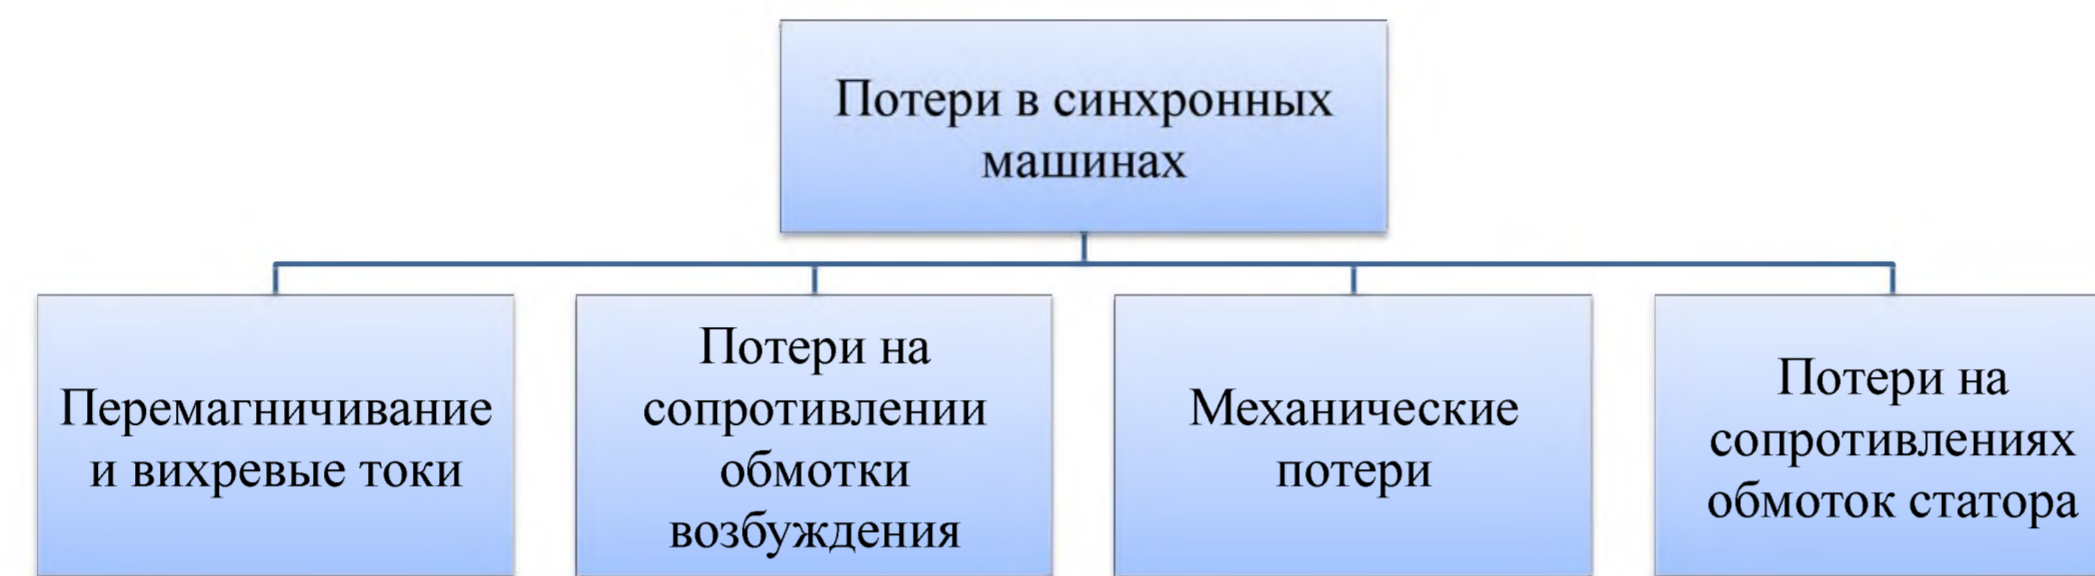 Потери в синхронных
машинах
Перемагничивание
и вихревые токи
Потери на
сопротивлении
обмотки
возбуждения
Механические
потери
Потери на
сопротивлениях
обмоток статора